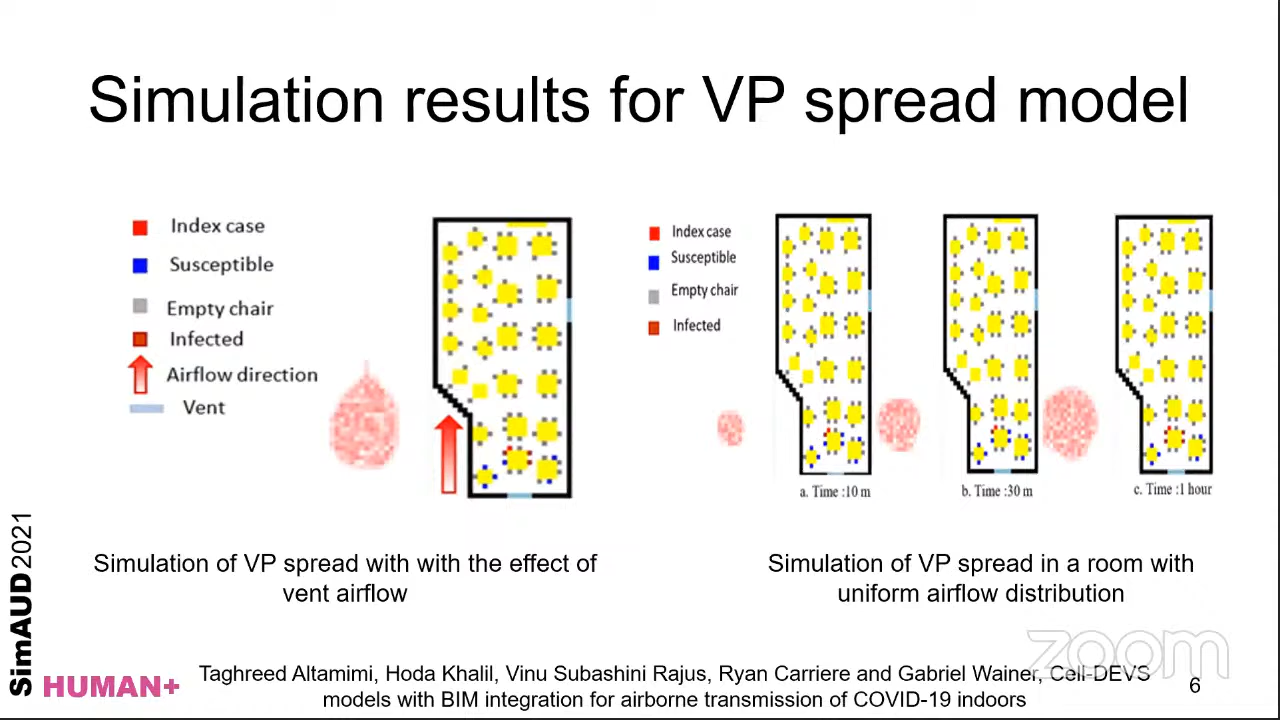 Simulation results for VP spread model
Index case
Susceptible
Empty chair
Infected
Airflow direction
Vent
Index case
Susceptible
Empty chair
Infected
a. Time :10 m
b. Time :30 m
c. Time :1 hour
Simulation of VP spread with with the effect of
vent airflow
Simulation of VP spread in a room with
uniform airflow distribution
SimAUD2021
HUMAN+
Taghreed Altamimi, Hoda Khalil, Vinu Subashini Rajus, Ryan Carriere and Gabriel Wainer, Cell-DEVS
models with BIM integration for airborne transmission of COVID-19 indoors
zoom
6